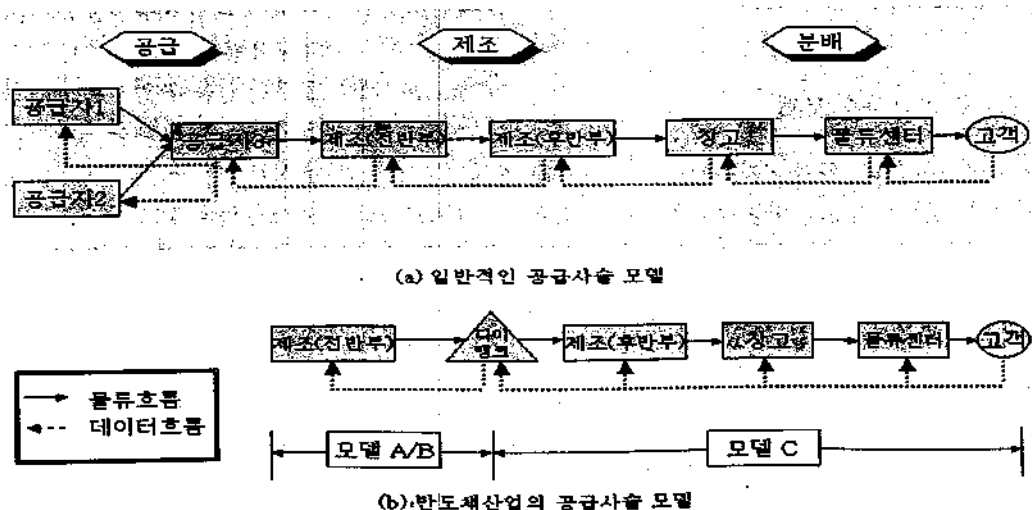 공급 제조 분배
공급자1
제조(전반부) 제조(후반부) 창고 물류센터 고객
공급자2
(a) 일반적인 공급사슬 모델
제조(전반부) 다이 뱅크 제조(후반부) 창고 물류센터 고객
물류흐름
데이터흐름
모델 A/B 모델 C
(b) 반도체산업의 공급사슬 모델